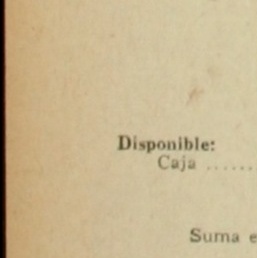 Disponible:
Caja ......
Suma e